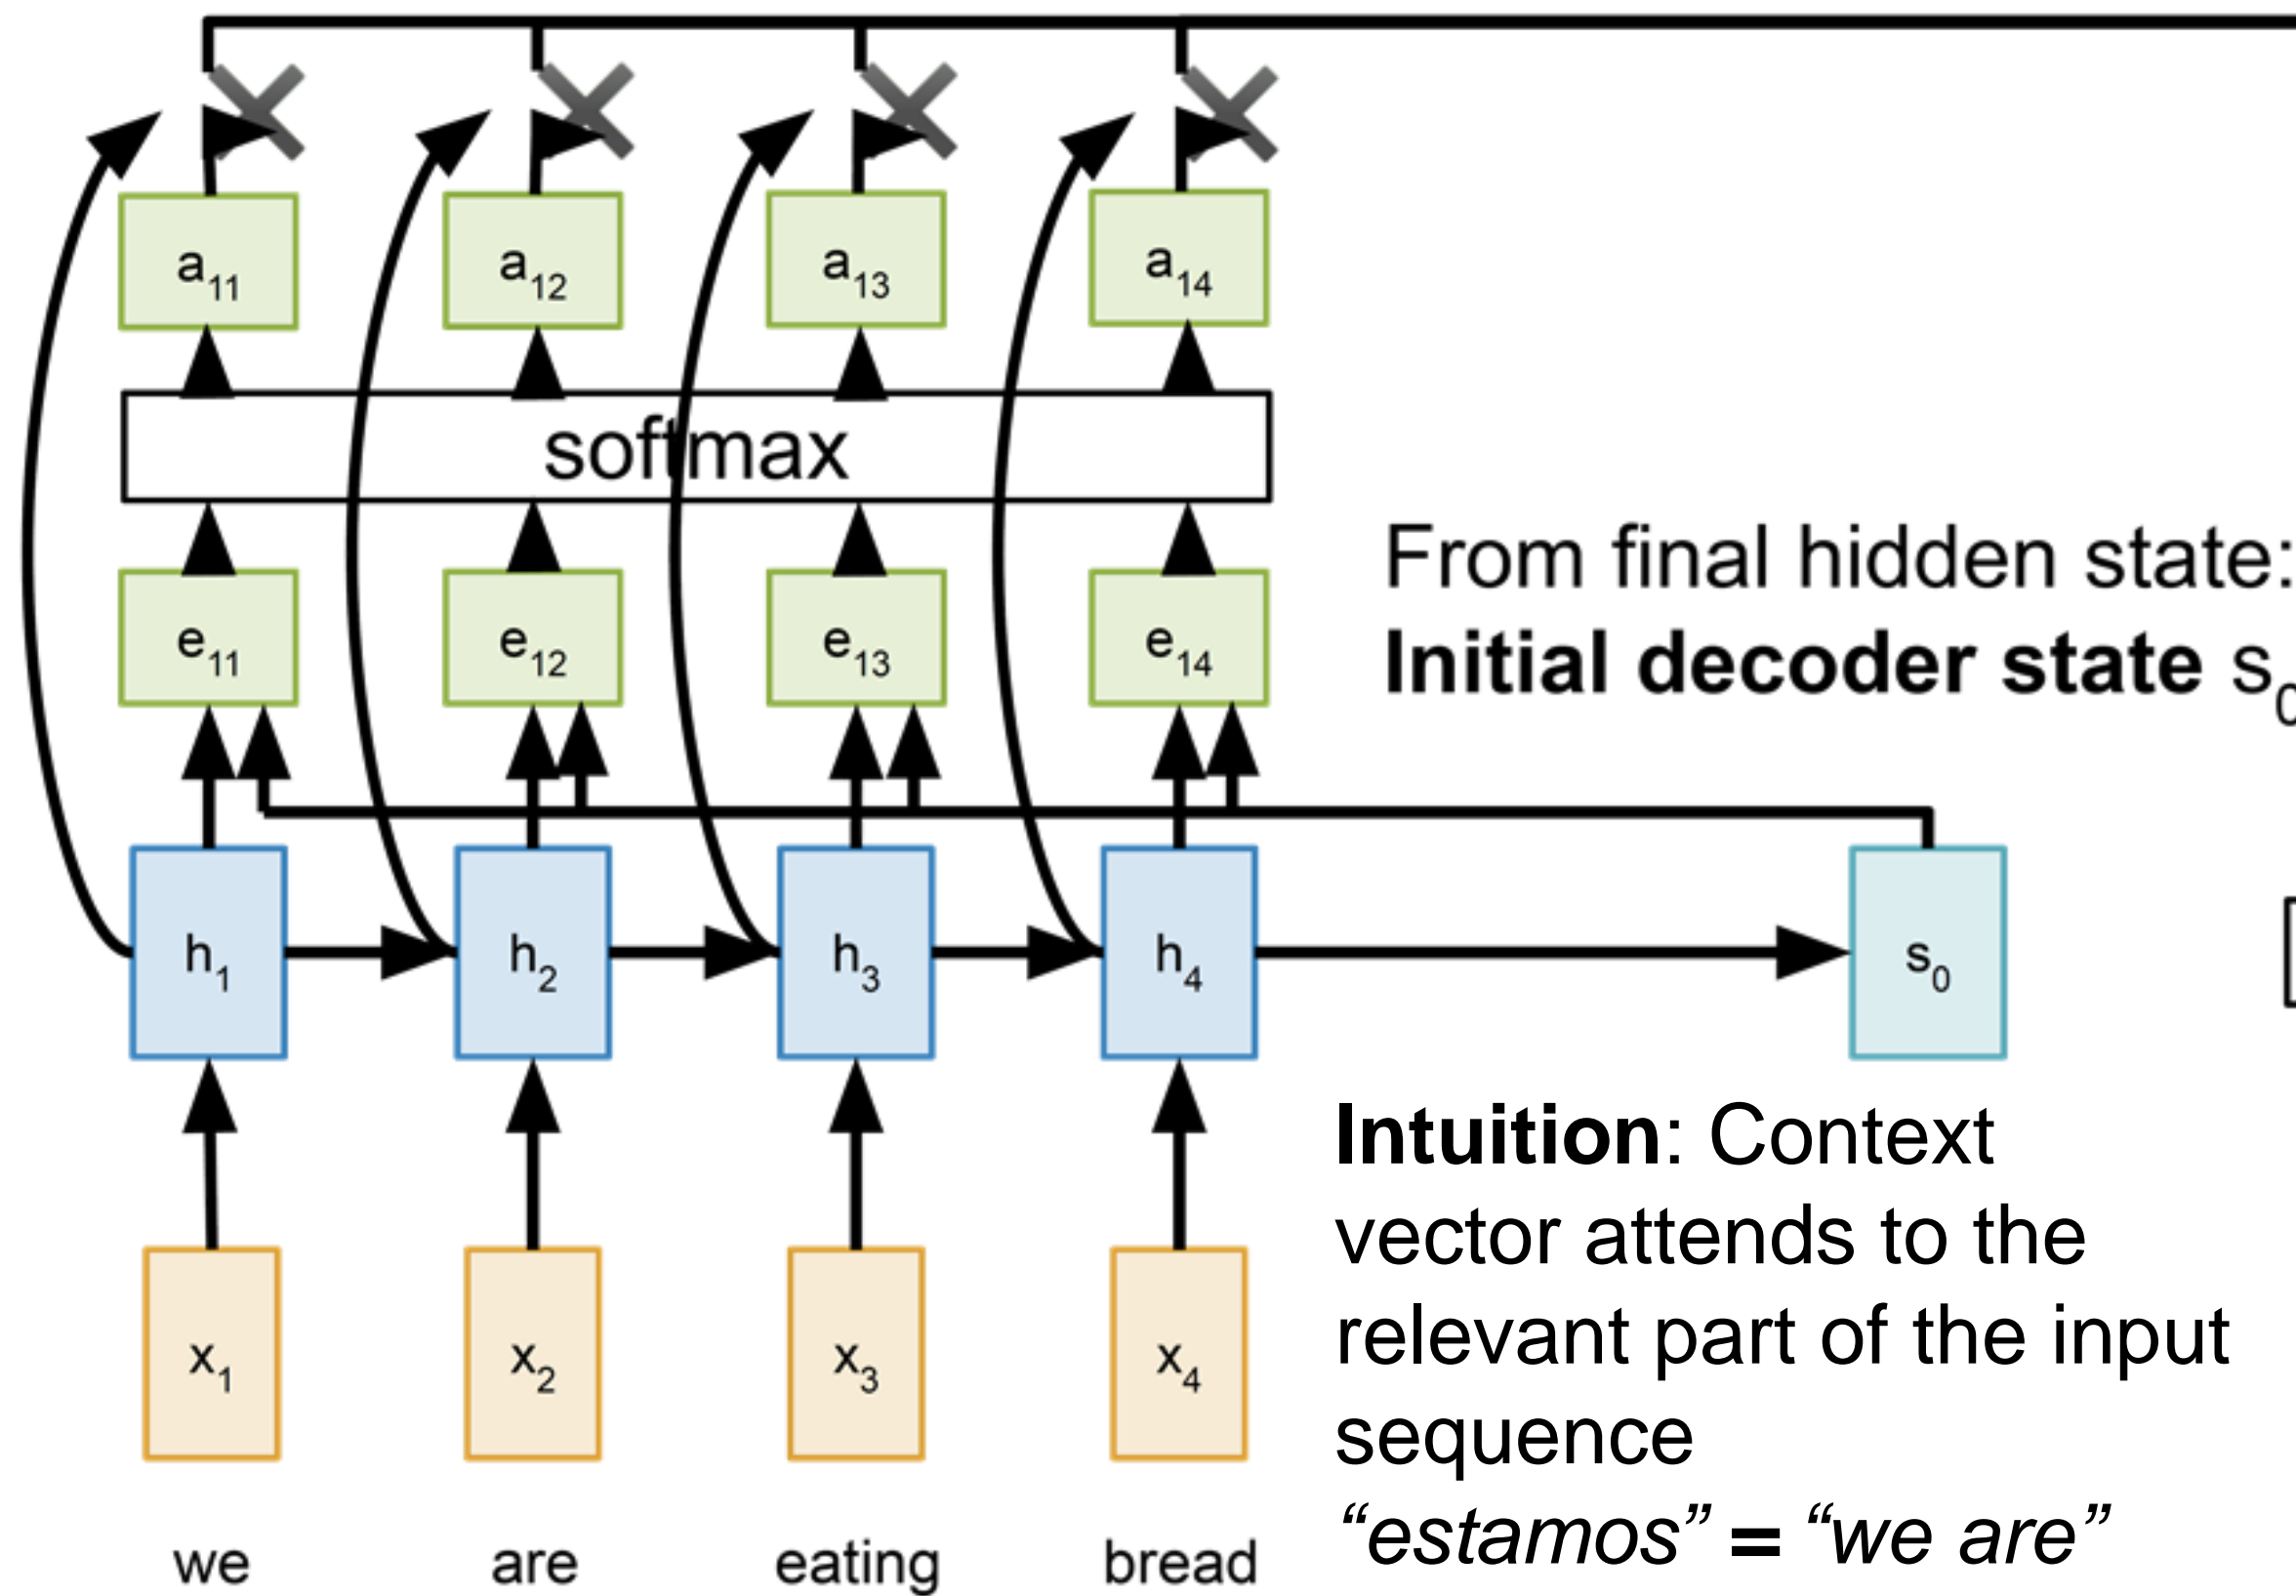 a11 a12 a13 a14
softmax
e11 e12 e13 e14
From final hidden state:
Initial decoder state s0
h1 h2 h3 h4 s0
Intuition: Context
vector attends to the
relevant part of the input
sequence
“estamos” = “we are”
x1 x2 x3 x4
we are eating bread